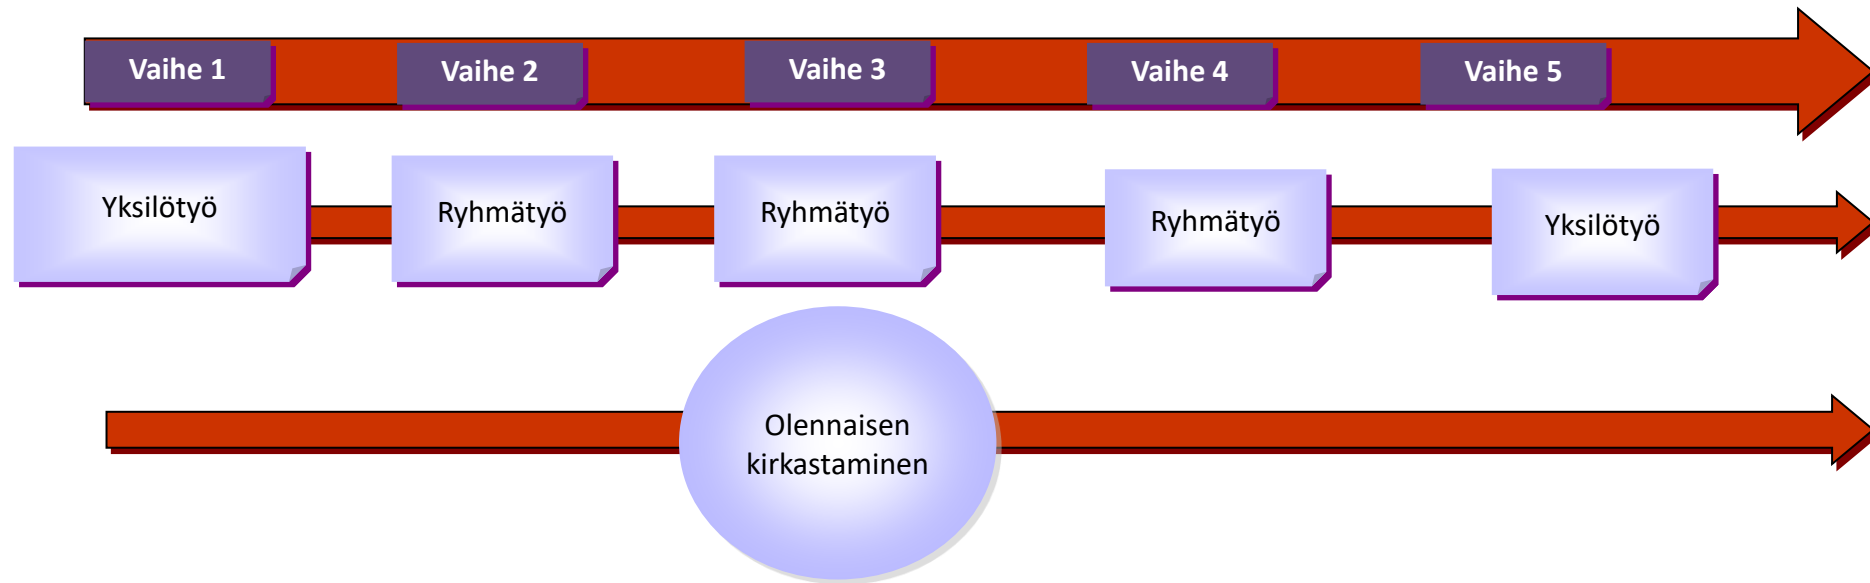 Vaihe 1
Vaihe 2
Vaihe 3
Vaihe 4
Vaihe 5
Yksilötyö
Ryhmätyö
Ryhmätyö
Ryhmätyö
Yksilötyö
Olennaisen
kirkastaminen